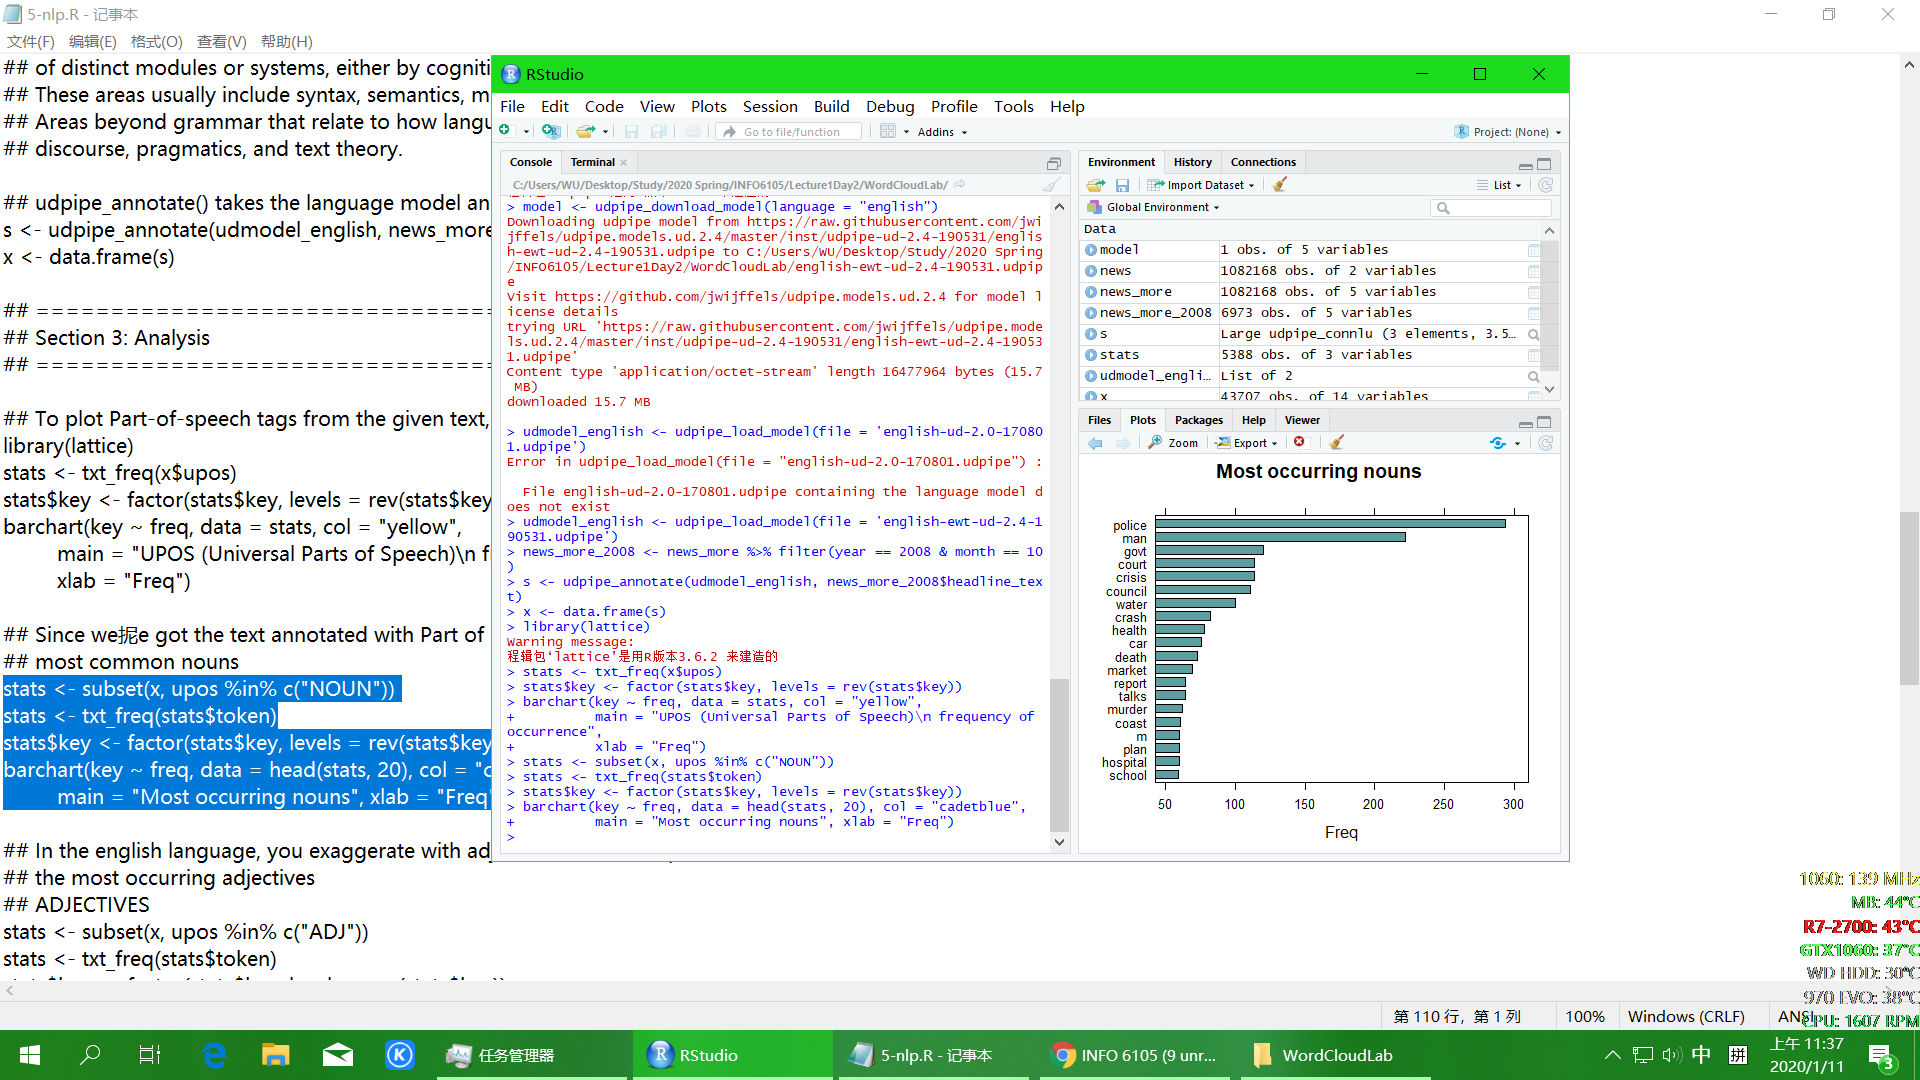 5-nlp.R - 记事本
文件(F) 编辑(E) 格式(O) 查看(V) 帮助(H)
## of distinct modules or systems, either by cogniti
## These areas usually include syntax, semantics, m
## Areas beyond grammar that relate to how langu
## discourse, pragmatics, and text theory.
## udpipe_annotate() takes the language model an
s <- udpipe_annotate(udmodel_english, news_more
x <- data.frame(s)
## ================================
## Section 3: Analysis
## ================================
## To plot Part-of-speech tags from the given text,
library(lattice)
stats <- txt_freq(x$upos)
stats$key <- factor(stats$key, levels = rev(stats$key
barchart(key ~ freq, data = stats, col = "yellow",
main = "UPOS (Universal Parts of Speech)\n fr
xlab = "Freq")
## Since we抳e got the text annotated with Part of
## most common nouns
stats <- subset(x, upos %in% c("NOUN"))
stats <- txt_freq(stats$token)
stats$key <- factor(stats$key, levels = rev(stats$key
barchart(key ~ freq, data = head(stats, 20), col = "c
main = "Most occurring nouns", xlab = "Freq"
## In the english language, you exaggerate with adj
## the most occurring adjectives
## ADJECTIVES
stats <- subset(x, upos %in% c("ADJ"))
stats <- txt_freq(stats$token)
RStudio
File Edit Code View Plots Session Build Debug Profile Tools Help
Go to file/function Addins Project: (None)
Console Terminal
C:/Users/WU/Desktop/Study/2020 Spring/INFO6105/Lecture1Day2/WordCloudLab/
> model <- udpipe_download_model(language = "english")
Downloading udpipe model from https://raw.githubusercontent.com/jwi
jffels/udpipe.models.ud.2.4/master/inst/udpipe-ud-2.4-190531/englis
h-ewt-ud-2.4-190531.udpipe to C:/Users/WU/Desktop/Study/2020 Spring
/INFO6105/Lecture1Day2/WordCloudLab/english-ewt-ud-2.4-190531.udpip
e
Visit https://github.com/jwijffels/udpipe.models.ud.2.4 for model l
icense details
trying URL 'https://raw.githubusercontent.com/jwijffels/udpipe.mode
ls.ud.2.4/master/inst/udpipe-ud-2.4-190531/english-ewt-ud-2.4-19053
1.udpipe'
Content type 'application/octet-stream' length 16477964 bytes (15.7
MB)
downloaded 15.7 MB
> udmodel_english <- udpipe_load_model(file = 'english-ud-2.0-17080
1.udpipe')
Error in udpipe_load_model(file = "english-ud-2.0-170801.udpipe") :
File english-ud-2.0-170801.udpipe containing the language model d
oes not exist
> udmodel_english <- udpipe_load_model(file = 'english-ewt-ud-2.4-1
90531.udpipe')
> news_more_2008 <- news_more %>% filter(year == 2008 & month == 10
)
> s <- udpipe_annotate(udmodel_english, news_more_2008$headline_tex
t)
> x <- data.frame(s)
> library(lattice)
Warning message:
程辑包‘lattice’是用R版本3.6.2 来建造的
> stats <- txt_freq(x$upos)
> stats$key <- factor(stats$key, levels = rev(stats$key))
> barchart(key ~ freq, data = stats, col = "yellow",
+ main = "UPOS (Universal Parts of Speech)\n frequency of
occurrence",
+ xlab = "Freq")
> stats <- subset(x, upos %in% c("NOUN"))
> stats <- txt_freq(stats$token)
> stats$key <- factor(stats$key, levels = rev(stats$key))
> barchart(key ~ freq, data = head(stats, 20), col = "cadetblue",
+ main = "Most occurring nouns", xlab = "Freq")
>
Environment History Connections
Import Dataset List
Global Environment
Data
model 1 obs. of 5 variables
news 1082168 obs. of 2 variables
news_more 1082168 obs. of 5 variables
news_more_2008 6973 obs. of 5 variables
s Large udpipe_connlu (3 elements, 3.5…
stats 5388 obs. of 3 variables
udmodel_engli… List of 2
x 43707 obs. of 14 variables
Files Plots Packages Help Viewer
Zoom Export
Most occurring nouns
police
man
govt
court
crisis
council
water
crash
health
car
death
market
report
talks
murder
coast
m
plan
hospital
school
50 100 150 200 250 300
Freq
1060: 139 MHz
MB: 44°C
R7-2700: 43°C
GTX1060: 37°C
WD HDD: 30°C
970 EVO: 38°C
CPU: 1607 RPM
第 110 行，第 1 列 100% Windows (CRLF) ANSI
任务管理器 RStudio 5-nlp.R - 记事本 INFO 6105 (9 unr... WordCloudLab
中 拼 上午 11:37
2020/1/11 3